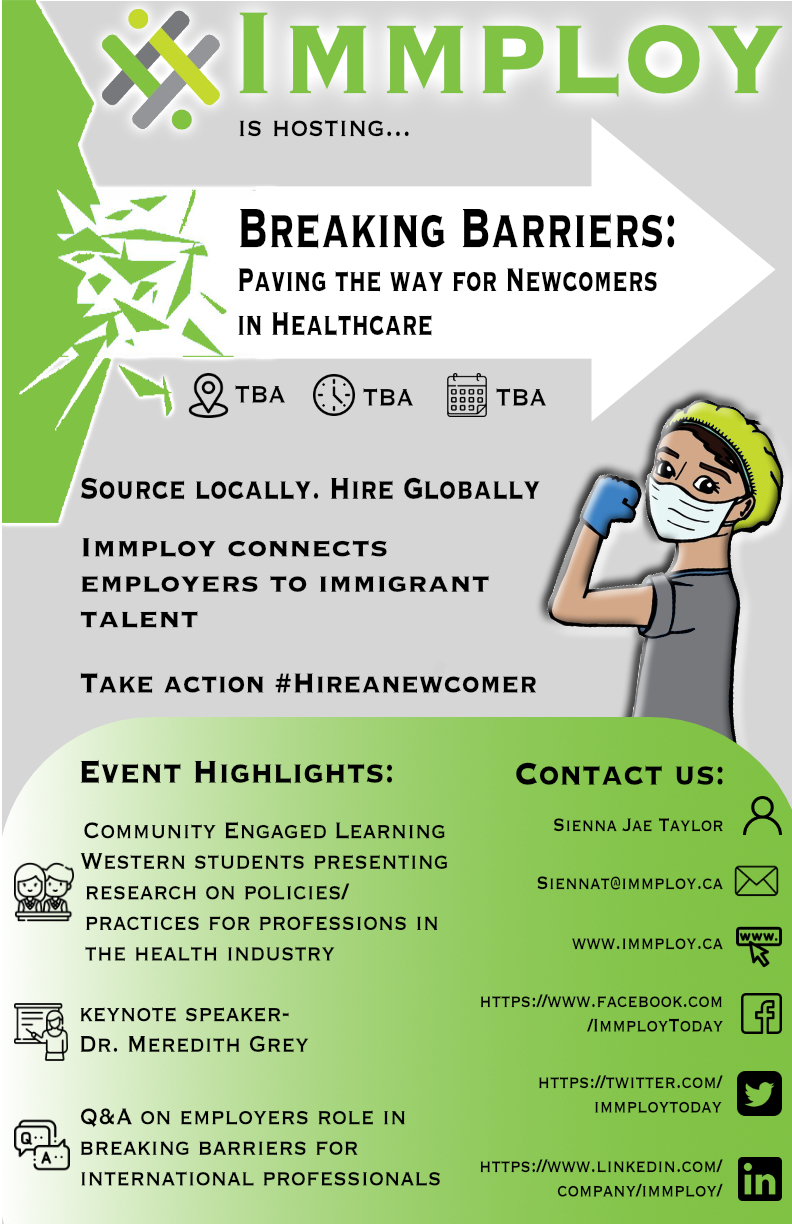 IMMPLOY
IS HOSTING...
BREAKING BARRIERS:
PAVING THE WAY FOR NEWCOMERS
IN HEALTHCARE
TBA TBA TBA
SOURCE LOCALLY. HIRE GLOBALLY
IMMPLOY CONNECTS
EMPLOYERS TO IMMIGRANT
TALENT
TAKE ACTION #HIREANEWCOMER
EVENT HIGHLIGHTS:
COMMUNITY ENGAGED LEARNING
WESTERN STUDENTS PRESENTING
RESEARCH ON POLICIES/
PRACTICES FOR PROFESSIONS IN
THE HEALTH INDUSTRY
KEYNOTE SPEAKER-
DR. MEREDITH GREY
Q&A ON EMPLOYERS ROLE IN
BREAKING BARRIERS FOR
INTERNATIONAL PROFESSIONALS
Q..
A..
CONTACT US:
SIENNA JAE TAYLOR
SIENNAT@IMMPLOY.CA
WWW.IMMPLOY.CA
WWW.
HTTPS://WWW.FACEBOOK.COM
/IMMPLOYTODAY
HTTPS://TWITTER.COM/
IMMPLOYTODAY
HTTPS://WWW.LINKEDIN.COM/
COMPANY/IMMPLOY/
in